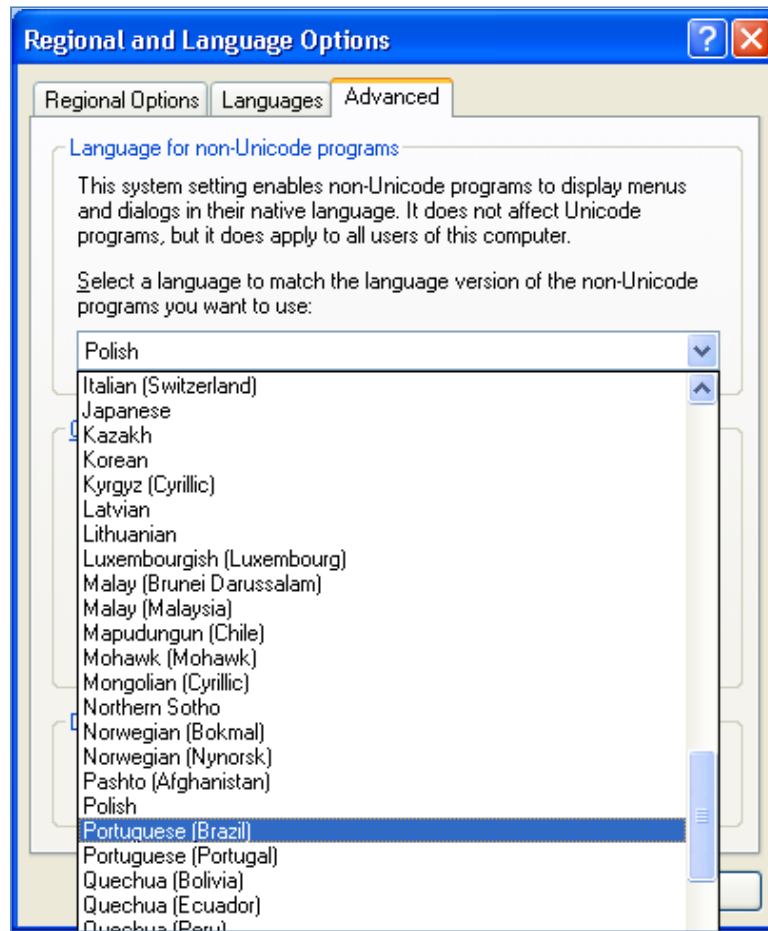 Regional and Language Options
Regional Options Languages Advanced
Language for non-Unicode programs
This system setting enables non-Unicode programs to display menus
and dialogs in their native language. It does not affect Unicode
programs, but it does apply to all users of this computer.
Select a language to match the language version of the non-Unicode
programs you want to use:
Polish
Italian (Switzerland)
Japanese
Kazakh
Korean
Kyrgyz (Cyrillic)
Latvian
Lithuanian
Luxembourgish (Luxembourg)
Malay (Brunei Darussalam)
Malay (Malaysia)
Mapudungun (Chile)
Mohawk (Mohawk)
Mongolian (Cyrillic)
Northern Sotho
Norwegian (Bokmal)
Norwegian (Nynorsk)
Pashto (Afghanistan)
Polish
Portuguese (Brazil)
Portuguese (Portugal)
Quechua (Bolivia)
Quechua (Ecuador)
Quechua (Peru)